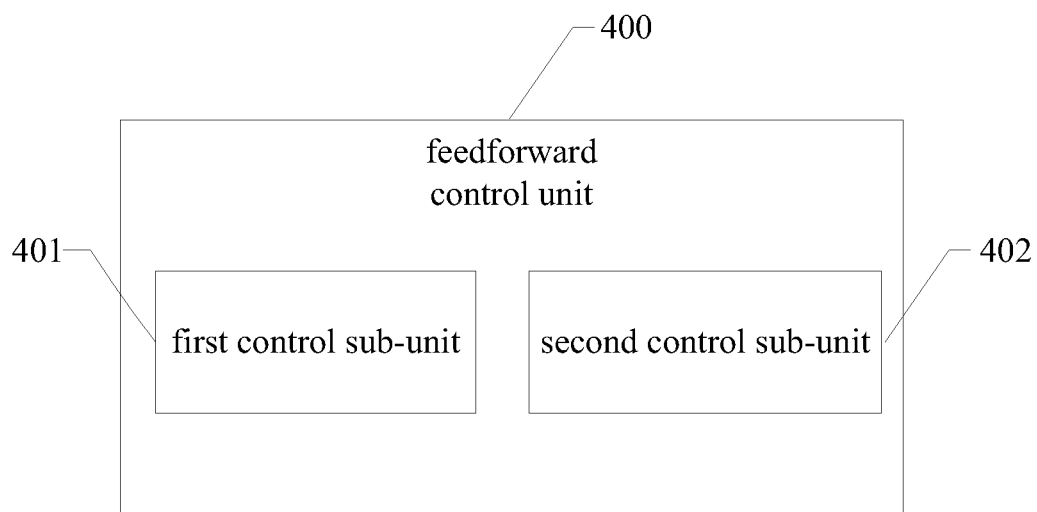 400
feedforward
control unit
401
402
first control sub-unit
second control sub-unit